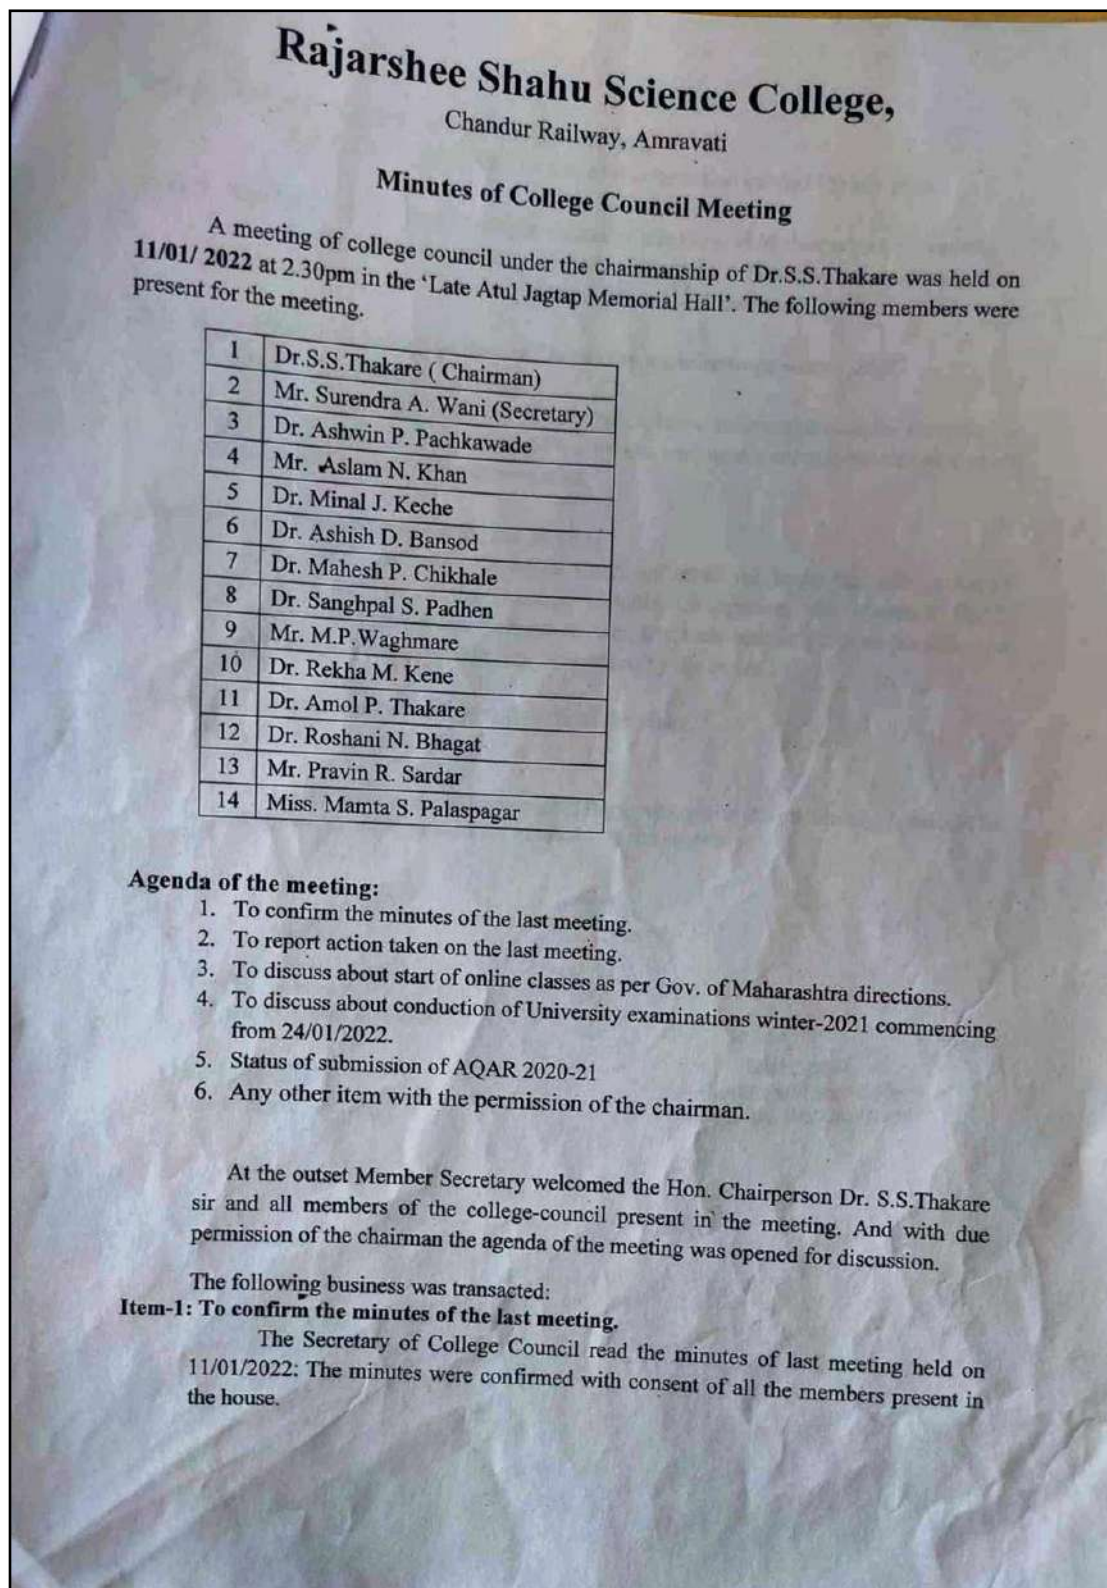 Rajarshee Shahu Science College,
Chandur Railway, Amravati
Minutes of College Council Meeting
A meeting of college council under the chairmanship of Dr.S.S.Thakare was held on
11/01/ 2022 at 2.30pm in the ‘Late Atul Jagtap Memorial Hall’. The following members were
present for the meeting.
1 Dr.S.S.Thakare ( Chairman)
2 Mr. Surendra A. Wani (Secretary)
3 Dr. Ashwin P. Pachkawade
4 Mr. Aslam N. Khan
5 Dr. Minal J. Keche
6 Dr. Ashish D. Bansod
7 Dr. Mahesh P. Chikhale
8 Dr. Sanghpal S. Padhen
9 Mr. M.P.Waghmare
10 Dr. Rekha M. Kene
11 Dr. Amol P. Thakare
12 Dr. Roshani N. Bhagat
13 Mr. Pravin R. Sardar
14 Miss. Mamta S. Palaspagar
Agenda of the meeting:
1. To confirm the minutes of the last meeting.
2. To report action taken on the last meeting.
3. To discuss about start of online classes as per Gov. of Maharashtra directions.
4. To discuss about conduction of University examinations winter-2021 commencing
from 24/01/2022.
5. Status of submission of AQAR 2020-21
6. Any other item with the permission of the chairman.
At the outset Member Secretary welcomed the Hon. Chairperson Dr. S.S.Thakare
sir and all members of the college-council present in the meeting. And with due
permission of the chairman the agenda of the meeting was opened for discussion.
The following business was transacted:
Item-1: To confirm the minutes of the last meeting.
The Secretary of College Council read the minutes of last meeting held on
11/01/2022: The minutes were confirmed with consent of all the members present in
the house.